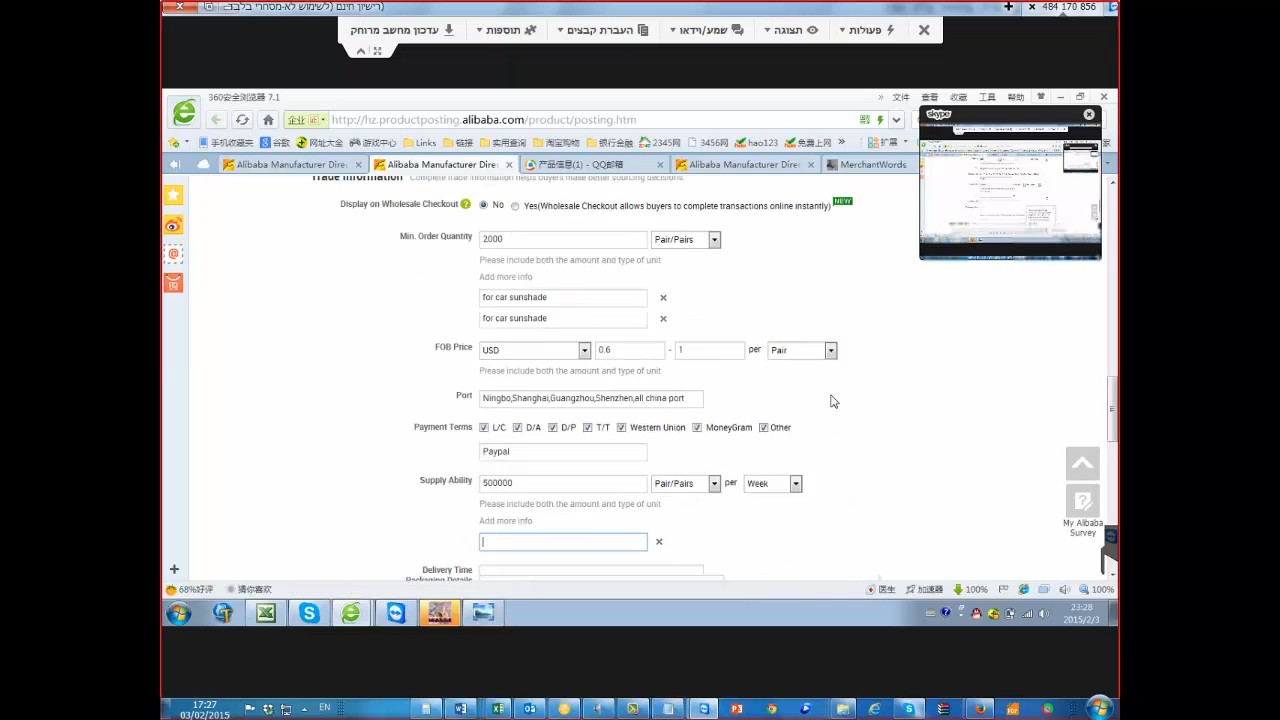 (רישיון חינם (לשימוש לא-מסחרי בלבד
484 170 856
פעולות
תצוגה
שמע/וידאו
העברת קבצים
תוספות
עדכון מחשב מרוחק
360安全浏览器 7.1
» 文件 查看 收藏 工具 帮助
企业 http://hz.productposting.alibaba.com/product/posting.htm
skype
手机收藏夹 谷歌 网址大全 游戏中心 Links 链接 实用查询 淘宝购物 银行金融 2345网 3456网 hao123 免费上网 » 扩展
Alibaba Manufacturer Dire
Alibaba Manufacturer Dire
Alibaba Manufacturer Dire
MerchantWords
Trade Information Complete trade information helps buyers make better sourcing decisions.
Display on Wholesale Checkout No Yes(Wholesale Checkout allows buyers to complete transactions online instantly) NEW
Min. Order Quantity 2000 Pair/Pairs
Please include both the amount and type of unit
Add more info
for car sunshade
for car sunshade
FOB Price USD 0.6 - 1 per Pair
Please include both the amount and type of unit
Port Ningbo,Shanghai,Guangzhou,Shenzhen,all china port
Payment Terms L/C D/A D/P T/T Western Union MoneyGram Other
Paypal
Supply Ability 500000 Pair/Pairs per Week
Please include both the amount and type of unit
Add more info
Delivery Time
Packaging Details
My Alibaba
Survey
68%好评 猜你喜欢 医生 加速器 100% 100%
23:28
2015/2/3
17:27
03/02/2015
EN